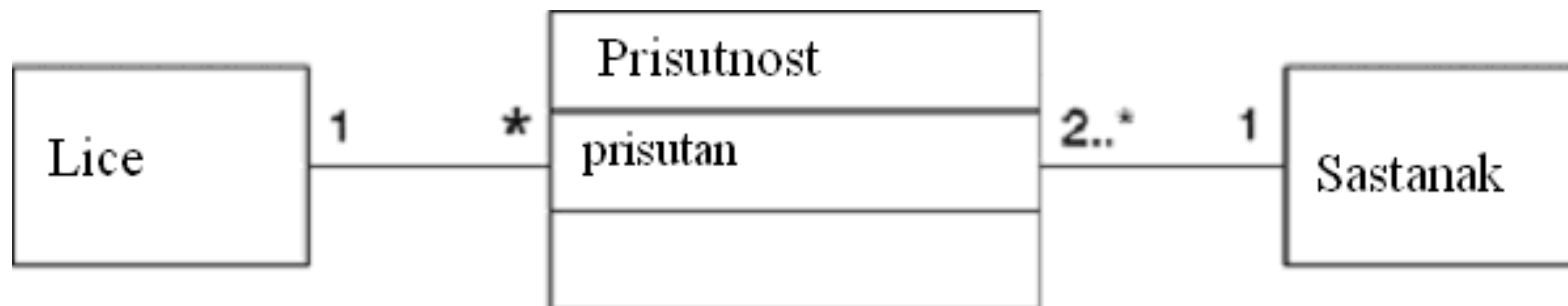 Prisutnost
Lice
1
*
prisutan
2..*
1
Sastanak